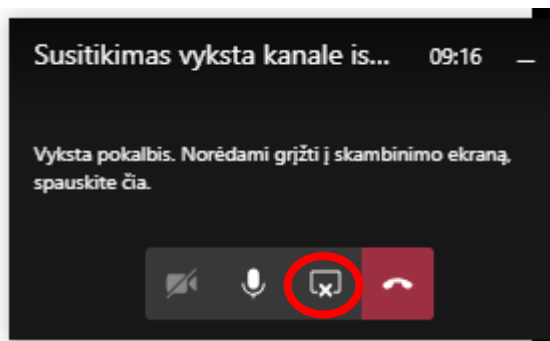 Susitikimas vyksta kanale is... 09:16
Vyksta pokalbis. Norėdami grįžti į skambinimo ekraną,
spauskite čia.